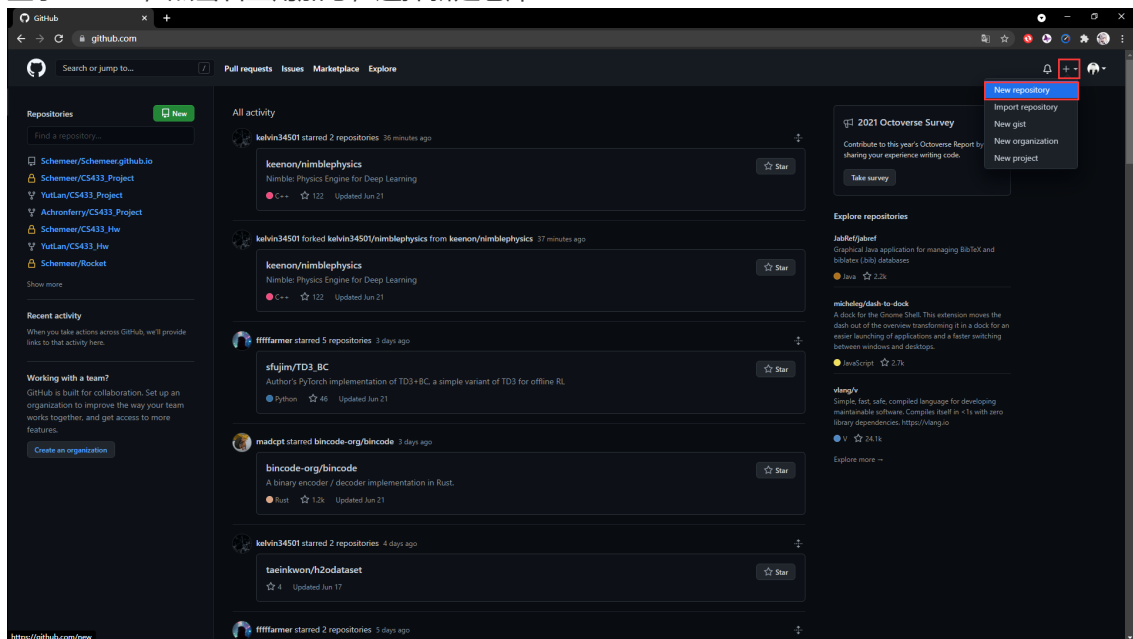 GitHub
github.com
Search or jump to...
/
Pull requests Issues Marketplace Explore
New repository
Import repository
New gist
New organization
New project
Repositories
New
Find a repository...
Schemeer/Schemeer.github.io
Schemeer/CS433_Project
YutLan/CS433_Project
Achronferry/CS433_Project
Schemeer/CS433_Hw
YutLan/CS433_Hw
Schemeer/Rocket
Show more
Recent activity
When you take actions across GitHub, we'll provide
links to that activity here.
Working with a team?
GitHub is built for collaboration. Set up an
organization to improve the way your team
works together, and get access to more
features.
Create an organization
All activity
kelvin34501 starred 2 repositories 36 minutes ago
keenon/nimblephysics
Star
Nimble: Physics Engine for Deep Learning
C++ 122 Updated Jun 21
kelvin34501 forked kelvin34501/nimblephysics from keenon/nimblephysics 37 minutes ago
keenon/nimblephysics
Star
Nimble: Physics Engine for Deep Learning
C++ 122 Updated Jun 21
fffffarmer starred 5 repositories 3 days ago
sfujim/TD3_BC
Star
Author's PyTorch implementation of TD3+BC, a simple variant of TD3 for offline RL
Python 46 Updated Jun 21
madcpt starred bincode-org/bincode 3 days ago
bincode-org/bincode
Star
A binary encoder / decoder implementation in Rust.
Rust 1.2k Updated Jun 21
kelvin34501 starred 2 repositories 4 days ago
taeinkwon/h2odataset
Star
4 Updated Jun 17
fffffarmer starred 2 repositories 5 days ago
2021 Octoverse Survey
Contribute to this year's Octoverse Report by
sharing your experience writing code.
Take survey
Explore repositories
JabRef/jabref
Graphical Java application for managing BibTeX and
biblatex (.bib) databases
Java 2.2k
micheleg/dash-to-dock
A dock for the Gnome Shell. This extension moves the
dash out of the overview transforming it in a dock for an
easier launching of applications and a faster switching
between windows and desktops.
JavaScript 2.7k
vlang/v
Simple, fast, safe, compiled language for developing
maintainable software. Compiles itself in <1s with zero
library dependencies. https://vlang.io
V 24.1k
Explore more →
https://github.com/new